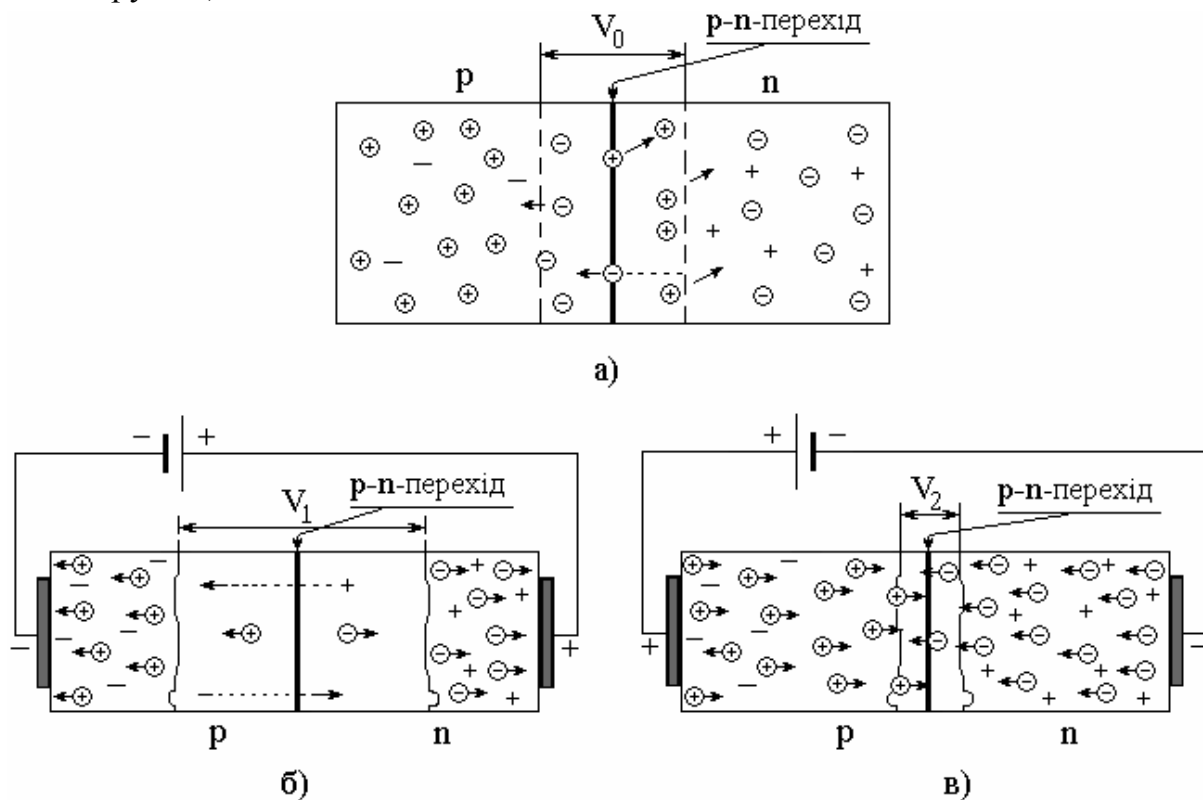 V0
p-n-перехід
p
n
а)
− +
V1
p-n-перехід
−
+
p
n
б)
+ −
V2
p-n-перехід
+
−
p
n
в)